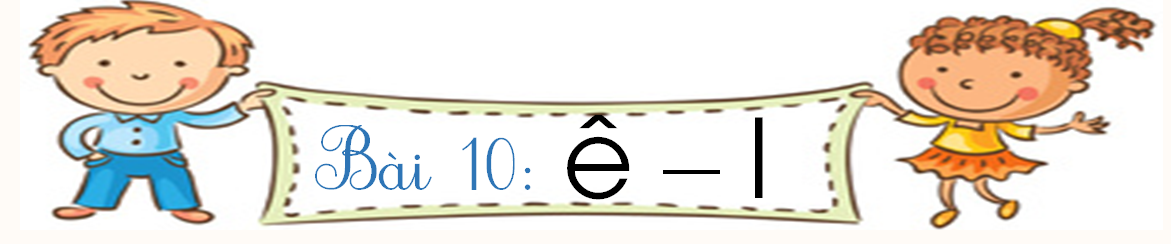 Bài 10: ê – l